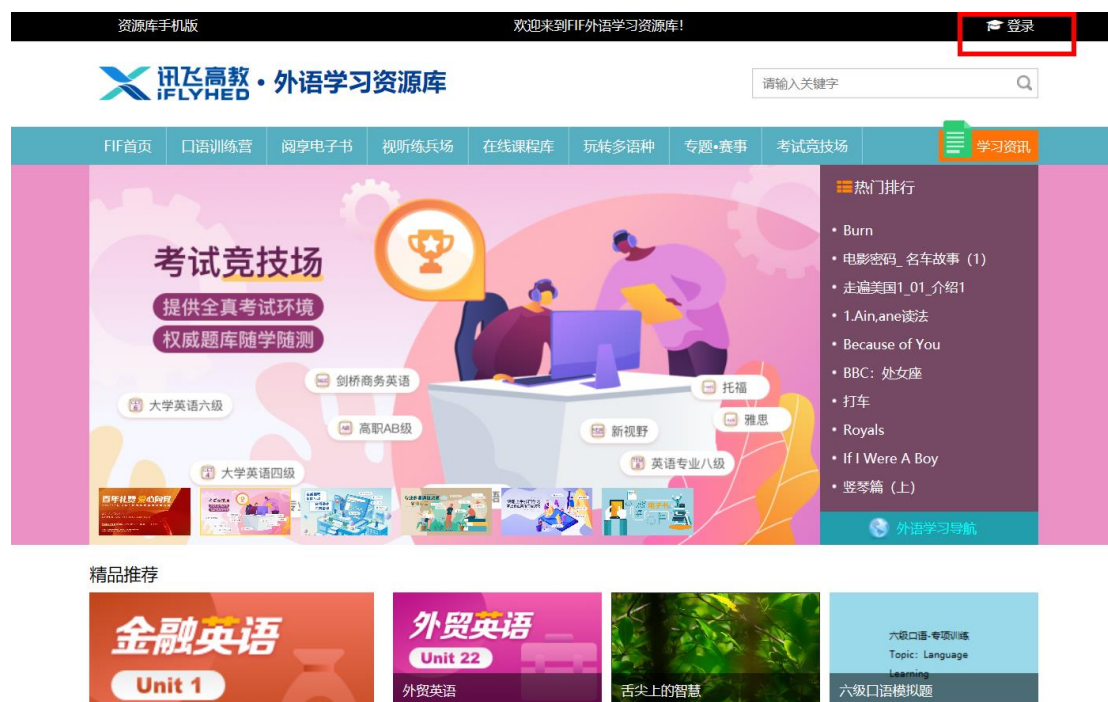 资源库手机版
欢迎来到FIF外语学习资源库!
登录
讯飞高教·外语学习资源库
iFLYHED
请输入关键字
FIF首页 口语训练营 阅享电子书 视听练兵场 在线课程库 玩转多语种 专题•赛事 考试竞技场 学习资讯
考试竞技场
提供全真考试环境
权威题库随学随测
剑桥商务英语
大学英语六级
高职AB级
大学英语四级
托福
雅思
新视野
英语专业八级
热门排行
• Burn
• 电影密码_ 名车故事（1）
• 走遍美国1_01_介绍1
• 1.Ain,ane读法
• Because of You
• BBC：处女座
• 打车
• Royals
• If I Were A Boy
• 竖琴篇（上）
外语学习导航
精品推荐
金融英语
Unit 1
外贸英语
Unit 22
外贸英语
舌尖上的智慧
六级口语-专项训练
Topic: Language
Learning
六级口语模拟题